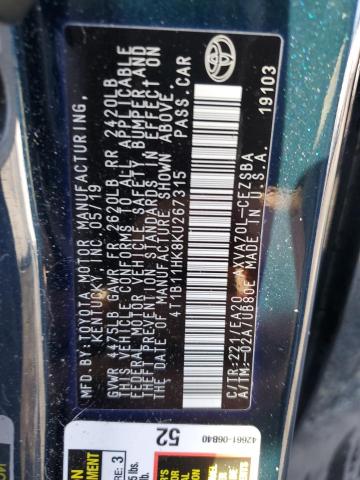 MFD.BY:TOYOTA MOTOR MANUFACTURING,
KENTUCKY, INC. 05/19
GVWR 4475LB GAWR FR 2620LB RR 2420LB
THIS VEHICLE CONFORMS TO ALL APPLICABLE
FEDERAL MOTOR VEHICLE SAFETY, BUMPER, AND
THEFT PREVENTION STANDARDS IN EFFECT ON
THE DATE OF MANUFACTURE SHOWN ABOVE.
4T1B11HK8KU267315 PASS.CAR
C/TR:221/EA20 AXVA70L-CEZSBA
A/TM:-02A/UB80E MADE IN U.S.A.
19103
42661-06B40
52
3